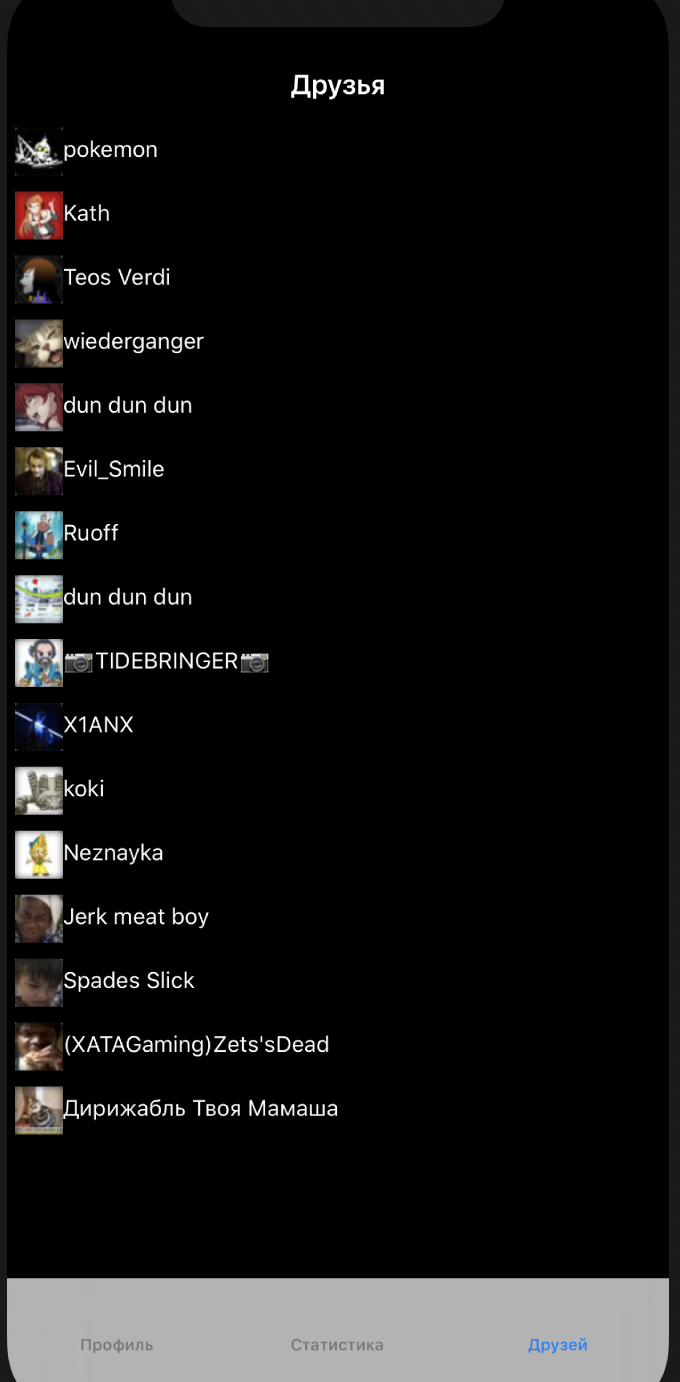 Друзья
pokemon
Kath
Teos Verdi
wiederganger
dun dun dun
Evil_Smile
Ruoff
dun dun dun
📷TIDEBRINGER📷
X1ANX
koki
Neznayka
Jerk meat boy
Spades Slick
(XATAGaming)Zets'sDead
Дирижабль Твоя Мамаша
Профиль Статистика Друзей